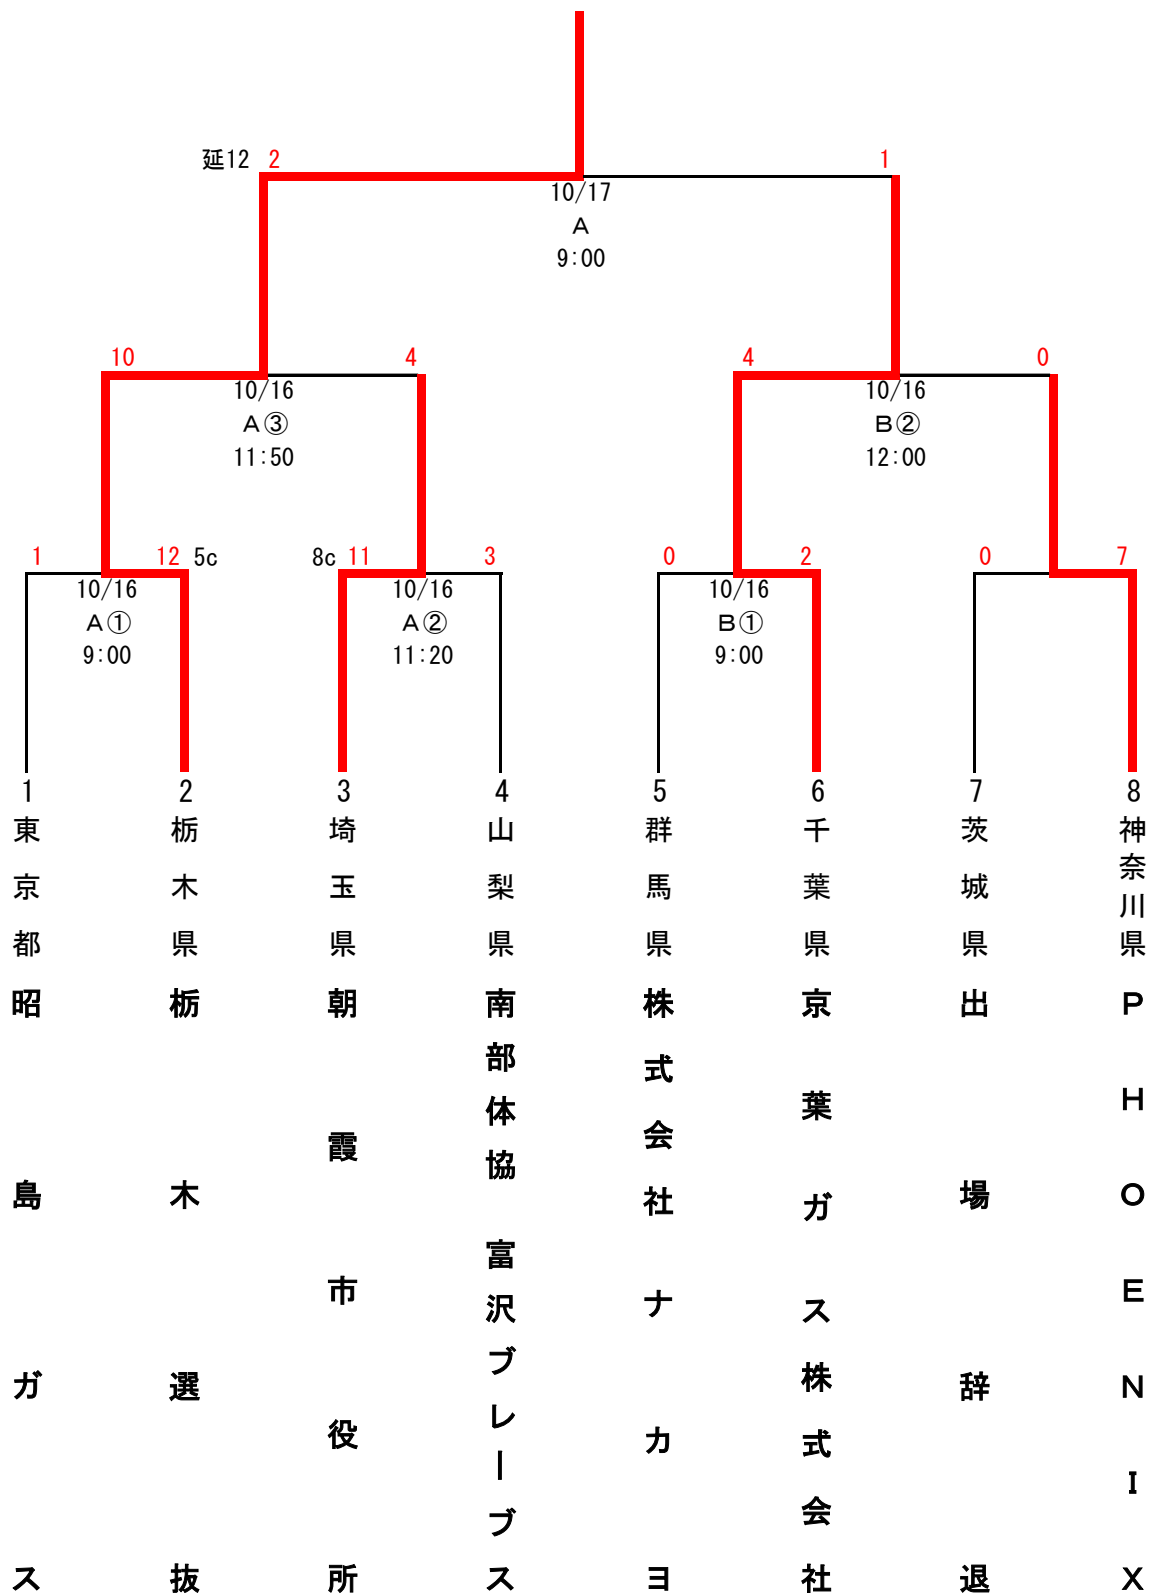 延12 2 1
10/17
A
9:00
10 4 4 0
10/16 10/16
A③ B②
11:50 12:00
1 12 5c 8c 11 3 0 2 0 7
10/16 10/16 10/16
A① A② B①
9:00 11:20 9:00
1 2 3 4 5 6 7 8
東京都
栃木県
埼玉県
山梨県
群馬県
千葉県
茨城県
神奈川県
昭島ガス
栃木選抜
朝霞市役所
南部体協 富沢ブレーブス
株式会社ナカヨ
京葉ガス株式会社
出場辞退
PHOENIX